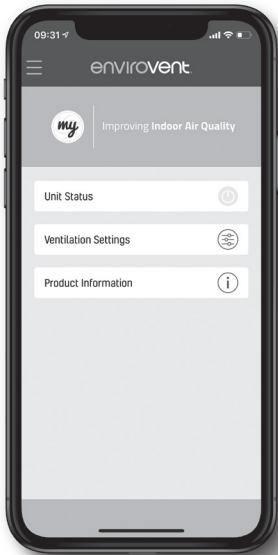 09:31
envirovent
my
Improving Indoor Air Quality
Unit Status
Ventilation Settings
Product Information
i